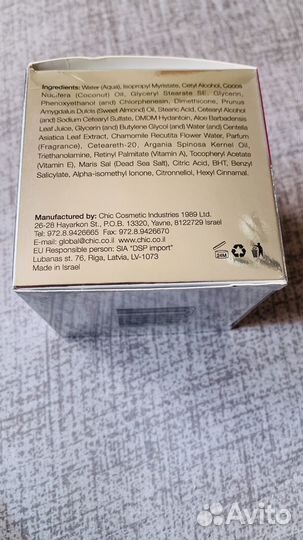 Ingredients: Water (Aqua), Isopropyl Myristate, Cetyl Alcohol, Cocos
Nucifera (Coconut) Oil, Glyceryl Stearate SE, Glycerin,
Phenoxyethanol (and) Chlorphenesin, Dimethicone, Prunus
Amygdalus Dulcis (Sweet Almond) Oil, Stearic Acid, Cetearyl Alcohol
(and) Sodium Cetearyl Sulfate, DMDM Hydantoin, Aloe Barbadensis
Leaf Juice, Glycerin (and) Butylene Glycol (and) Water (and) Centella
Asiatica Leaf Extract, Chamomile Recutita Flower Water, Parfum
(Fragrance), Ceteareth-20, Argania Spinosa Kernel Oil,
Triethanolamine, Retinyl Palmitate (Vitamin A), Tocopheryl Acetate
(Vitamin E), Maris Sal (Dead Sea Salt), Citric Acid, BHT, Benzyl
Salicylate, Alpha-isomethyl Ionone, Citronnellol, Hexyl Cinnamal.
Manufactured by: Chic Cosmetic Industries 1989 Ltd.
26-28 Hayarkon St. P.O.B. 13320, Yavne, 8122729 Israel
Tel: 972.8.9426665 Fax: 972.8.9426670
E-mail: global@chic.co.il www.chic.co.il
EU Responsible person: SIA "DSP import"
Lubanas st. 76, Riga, Latvia, LV-1073
Made in Israel
24M
Avito